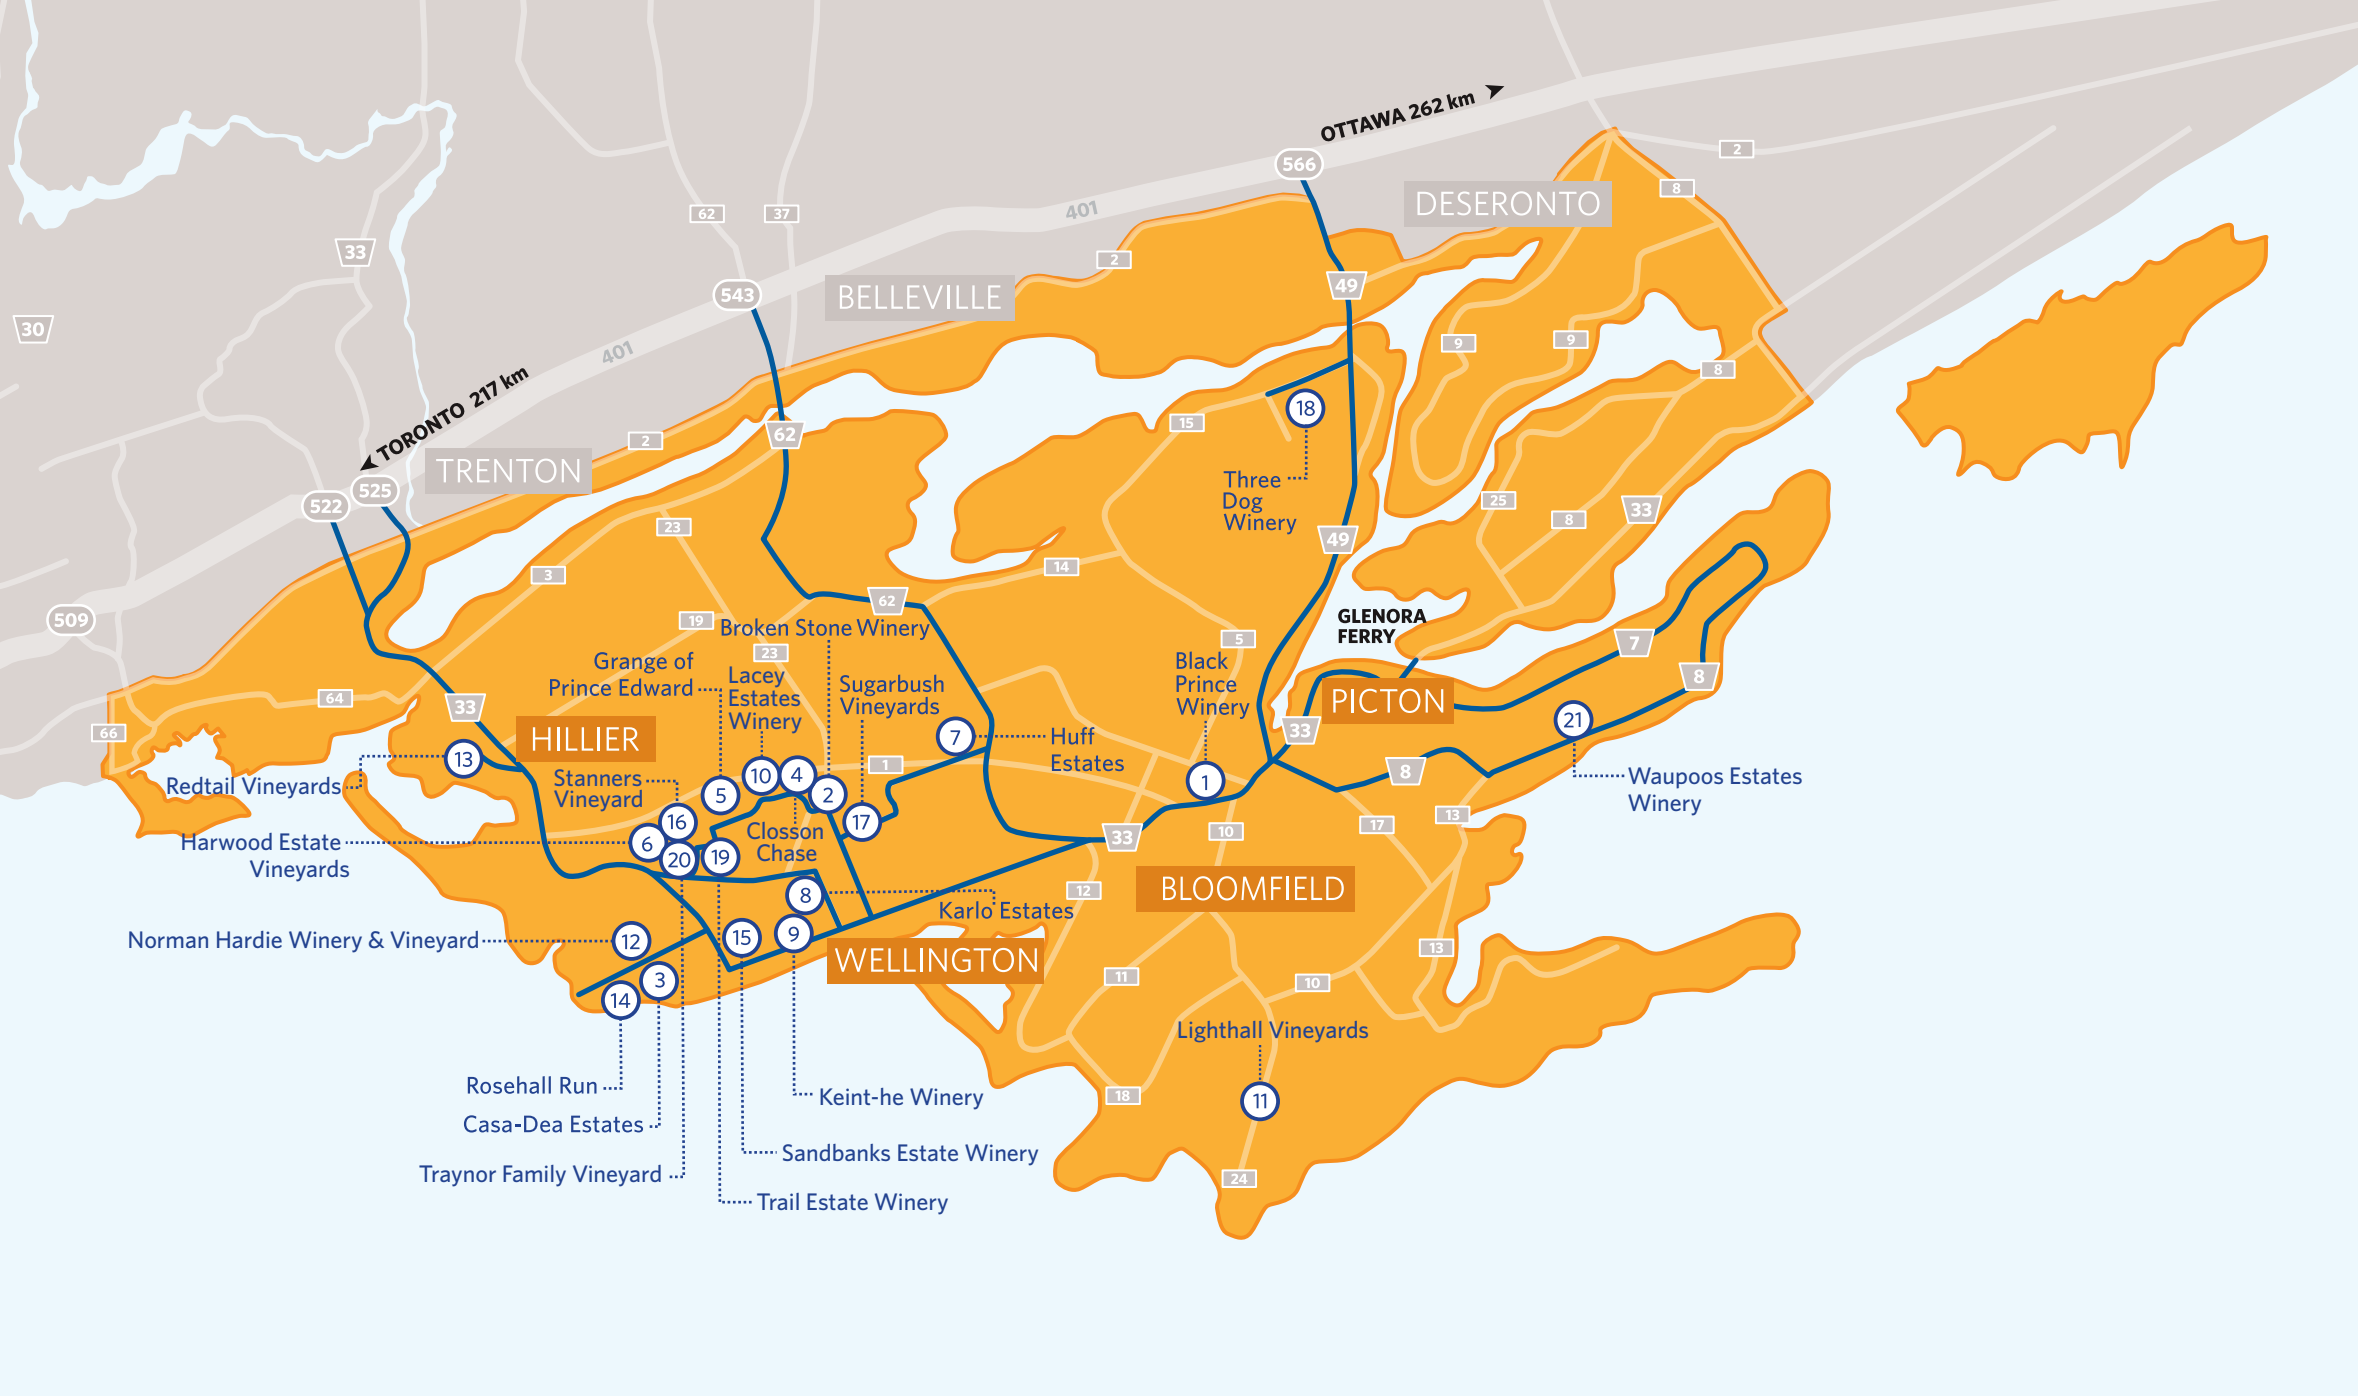 OTTAWA 262 km
566
2
8
DESERONTO
401
62
37
33
2
49
543
BELLEVILLE
30
401
9
9
8
TORONTO 217 km
18
15
62
2
TRENTON
525
522
Three
Dog
Winery
25
8
33
23
49
14
3
62
509
19
Broken Stone Winery
GLENORA
FERRY
5
7
23
Grange of
Prince Edward
Lacey
Estates
Winery
Sugarbush
Vineyards
Black
Prince
Winery
8
64
33
PICTON
66
HILLIER
7
Huff
Estates
33
21
13
Redtail Vineyards
Stanners
Vineyard
5
10
4
2
1
1
8
Waupoos Estates
Winery
16
17
Closson
Chase
10
17
13
33
Harwood Estate
Vineyards
6
20
19
8
Karlo Estates
12
BLOOMFIELD
Norman Hardie Winery & Vineyard
12
15
9
WELLINGTON
13
3
14
11
10
Lighthall Vineyards
Rosehall Run
Keint-he Winery
18
11
Casa-Dea Estates
Sandbanks Estate Winery
Traynor Family Vineyard
24
Trail Estate Winery